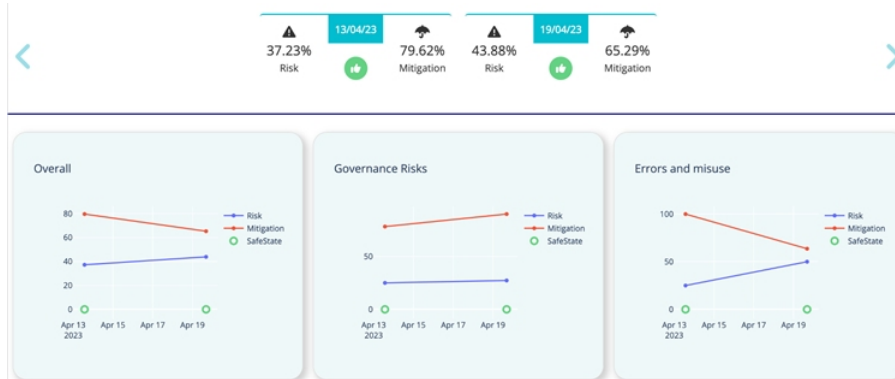 13/04/23
19/04/23
37.23%
79.62%
43.88%
65.29%
Risk
Mitigation
Risk
Mitigation
Overall
80
60
40
20
0
Apr 13
2023
Apr 15
Apr 17
Apr 19
Risk
Mitigation
SafeState
Governance Risks
50
0
Apr 13
2023
Apr 15
Apr 17
Apr 19
Risk
Mitigation
SafeState
Errors and misuse
100
50
0
Apr 13
2023
Apr 15
Apr 17
Apr 19
Risk
Mitigation
SafeState